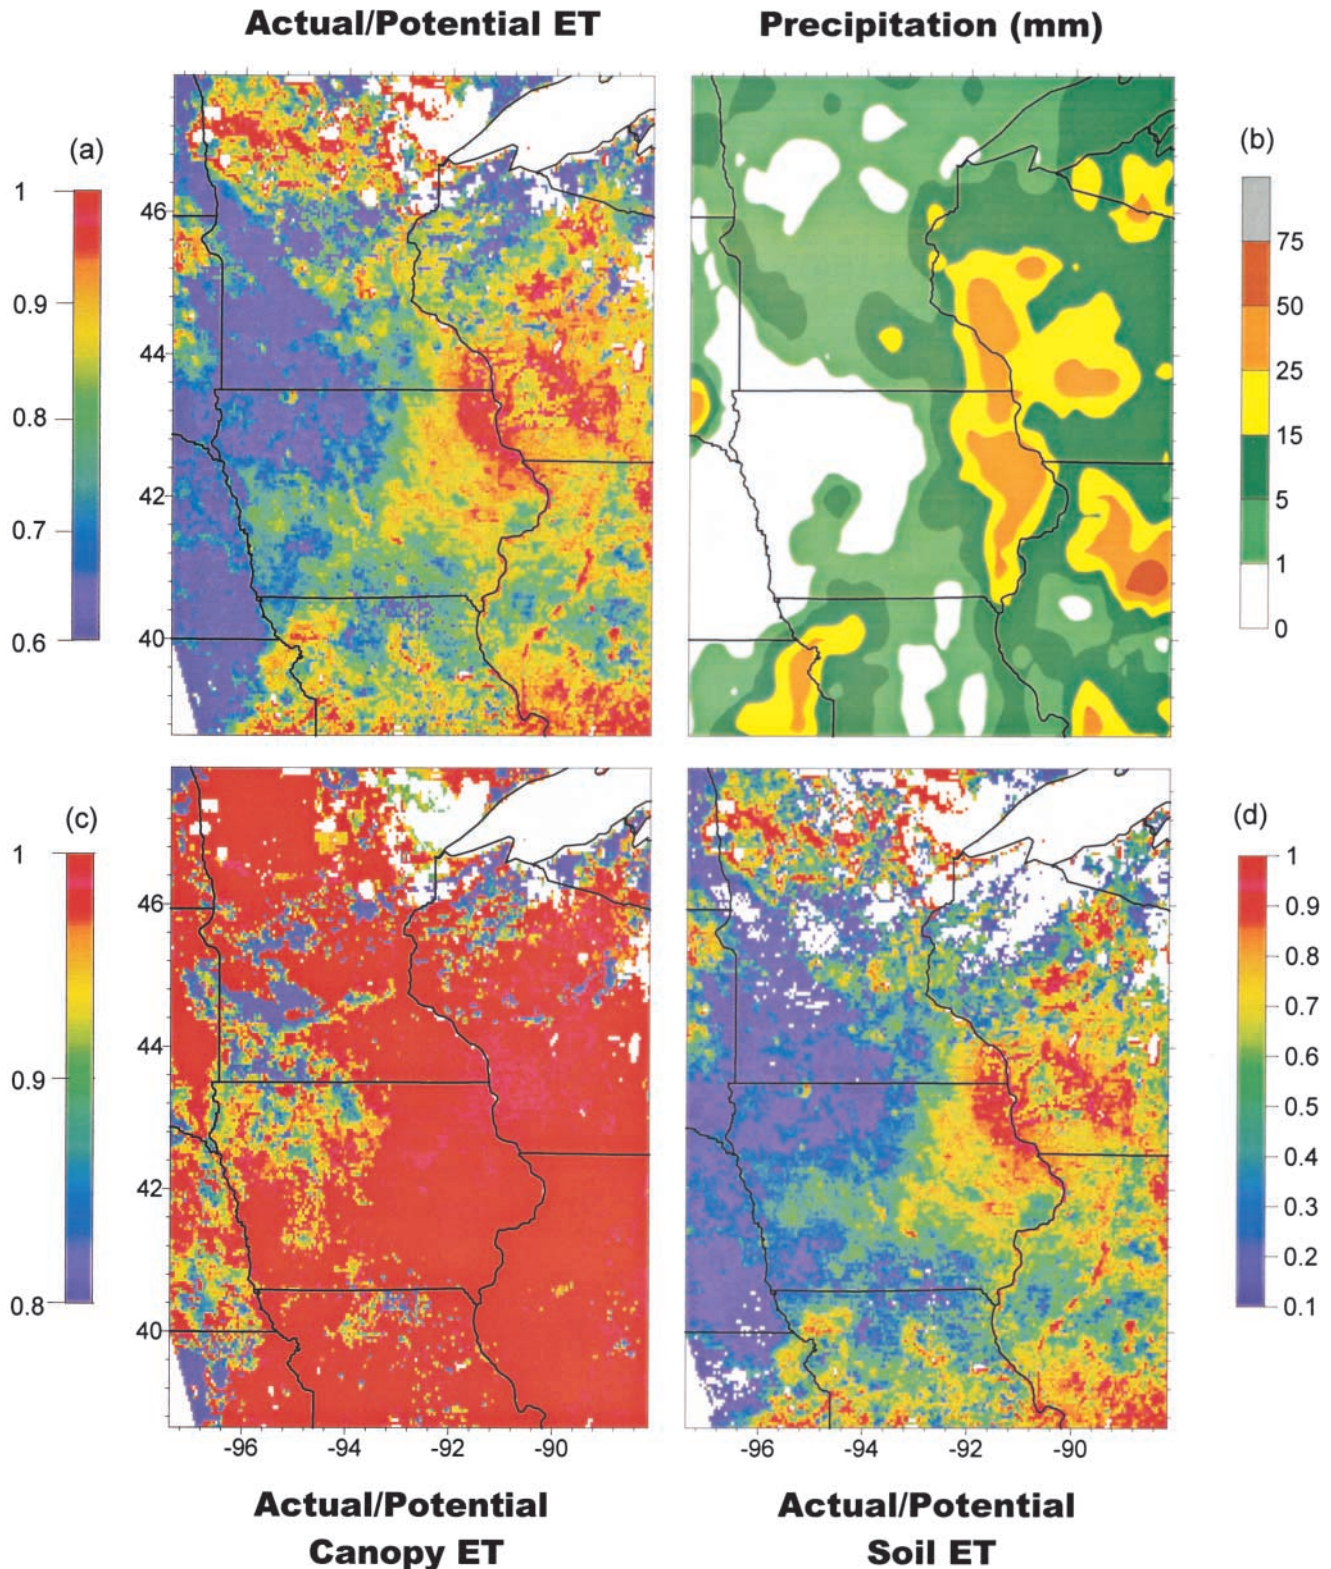 Actual/Potential ET
Precipitation (mm)
(a)
1
0.9
0.8
0.7
0.6
46
44
42
40
(b)
75
50
25
15
5
1
0
(c)
1
0.9
0.8
46
44
42
40
-96 -94 -92 -90
(d)
1
0.9
0.8
0.7
0.6
0.5
0.4
0.3
0.2
0.1
-96 -94 -92 -90
Actual/Potential
Canopy ET
Actual/Potential
Soil ET